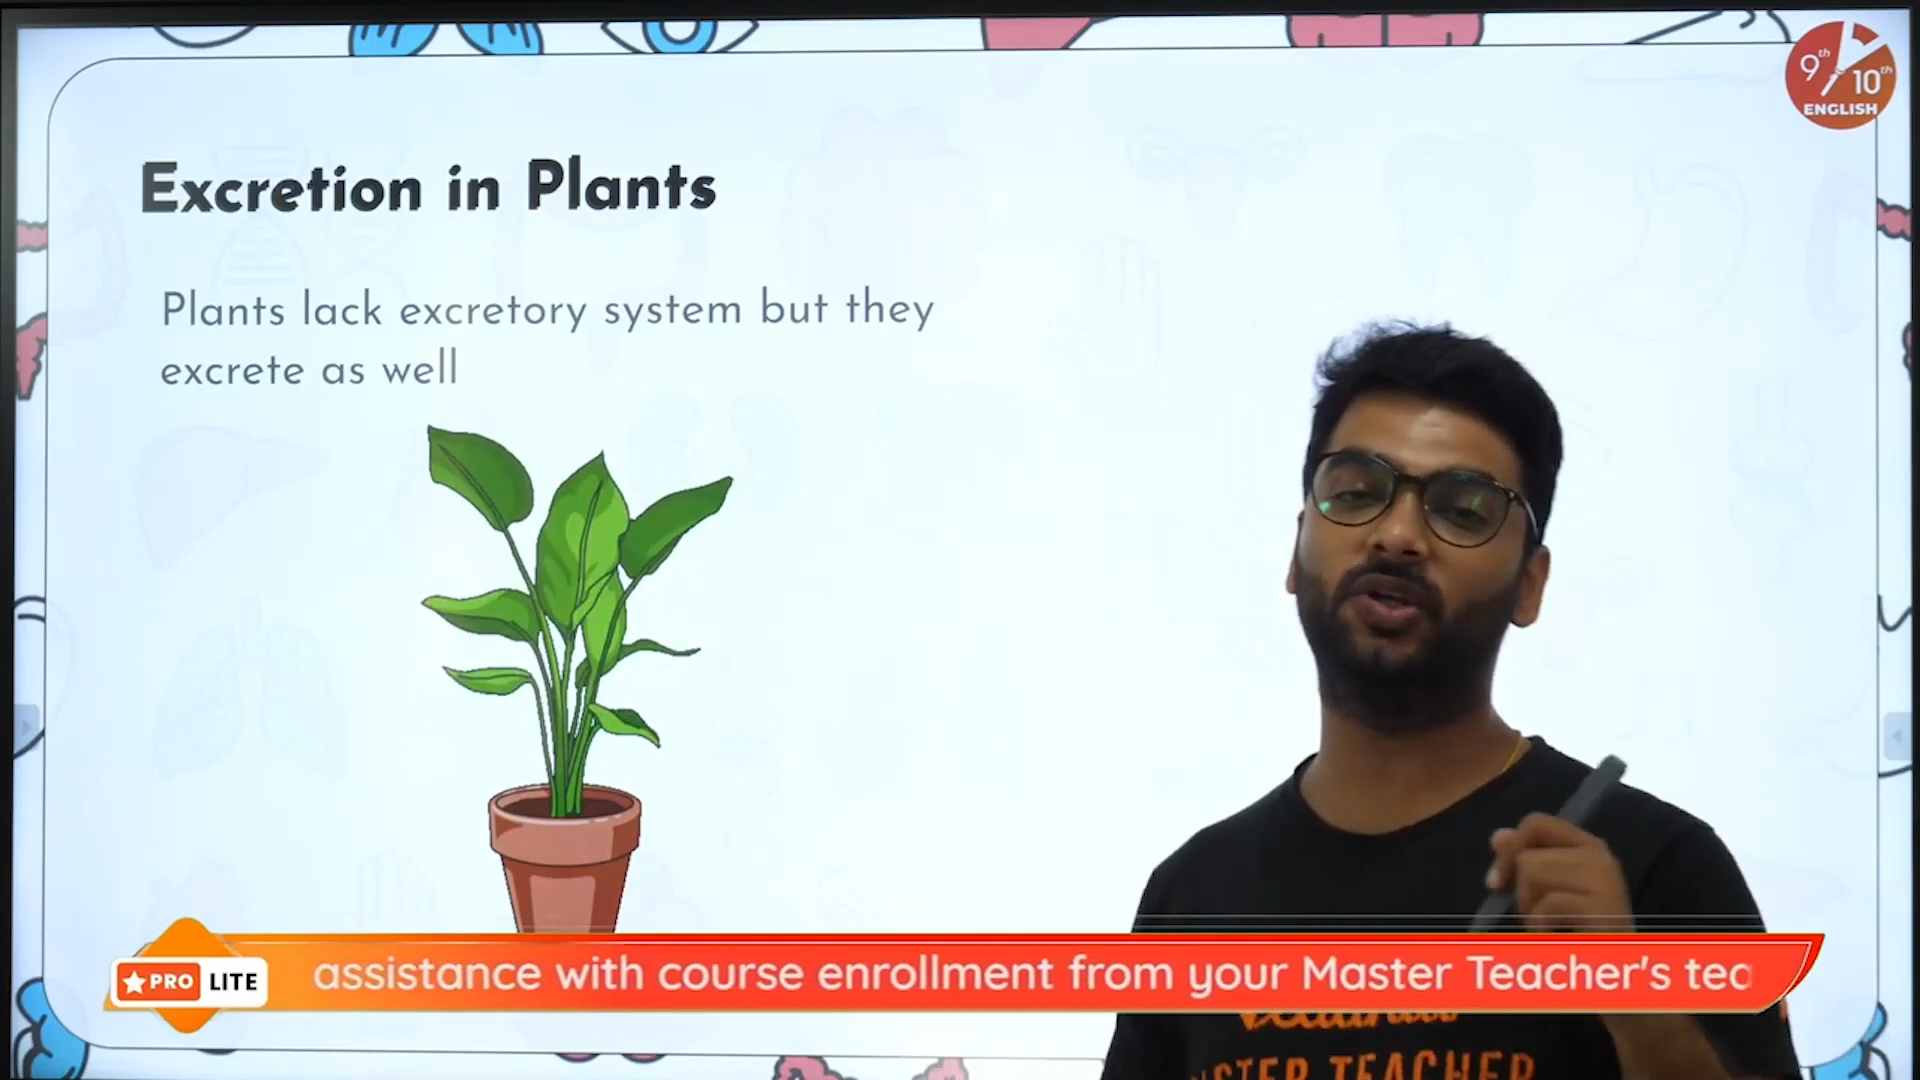 9th 10th
ENGLISH
Excretion in Plants
Plants lack excretory system but they
excrete as well
PRO LITE
assistance with course enrollment from your Master Teacher's tea
TEACHER